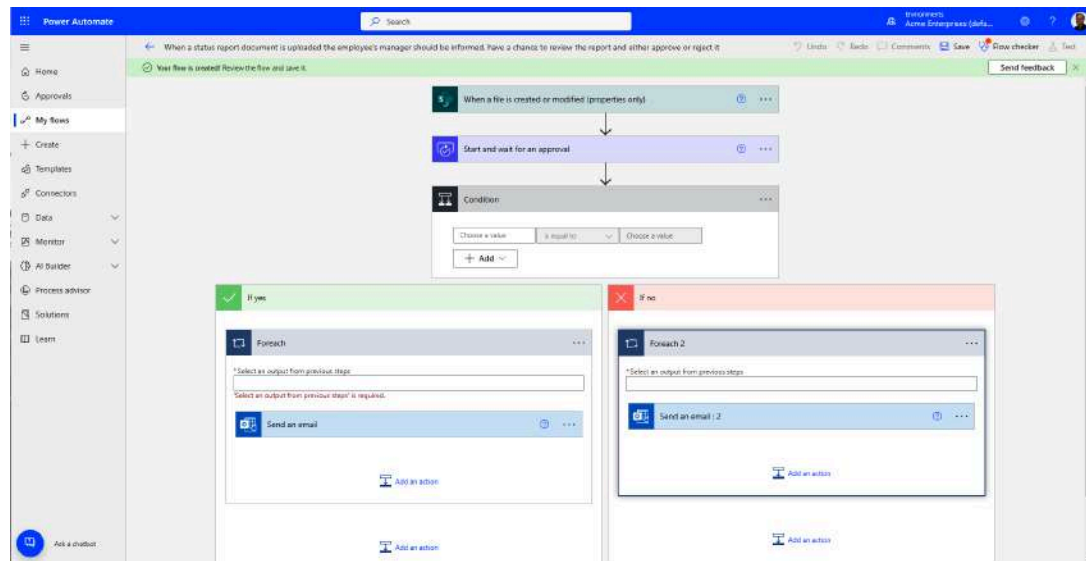 Power Automate
Search
Environments
Acme Enterprises (defa...
When a status report document is uploaded the employee's manager should be informed, have a chance to review the report and either approve or reject it
Undo
Redo
Comments
Save
Flow checker
Test
Your flow is created! Review the flow and save it.
Send feedback
Home
Approvals
My flows
Create
Templates
Connectors
Data
Monitor
AI Builder
Process advisor
Solutions
Learn
Ask a chatbot
When a file is created or modified (properties only)
Start and wait for an approval
Condition
Choose a value
is equal to
Choose a value
Add
If yes
Foreach
*Select an output from previous steps
'Select an output from previous steps' is required.
Send an email
Add an action
Add an action
If no
Foreach 2
*Select an output from previous steps
Send an email : 2
Add an action
Add an action